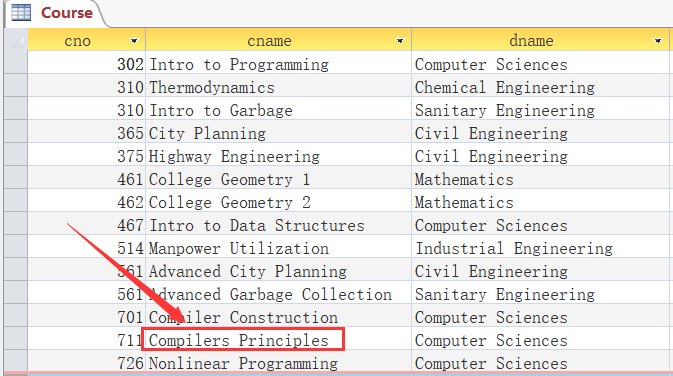 Course
cno cname dname
302 Intro to Programming Computer Sciences
310 Thermodynamics Chemical Engineering
310 Intro to Garbage Sanitary Engineering
365 City Planning Civil Engineering
375 Highway Engineering Civil Engineering
461 College Geometry 1 Mathematics
462 College Geometry 2 Mathematics
467 Intro to Data Structures Computer Sciences
514 Manpower Utilization Industrial Engineering
561 Advanced City Planning Civil Engineering
561 Advanced Garbage Collection Sanitary Engineering
701 Compiler Construction Computer Sciences
711 Compilers Principles Computer Sciences
726 Nonlinear Programming Computer Sciences